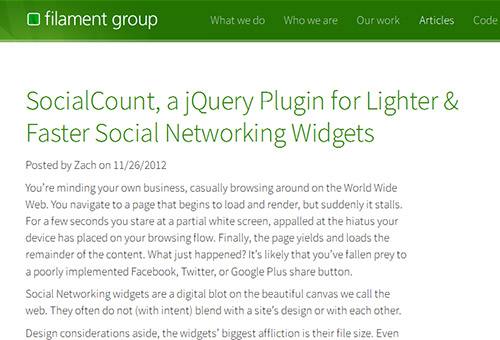 filament group What we do Who we are Our work Articles Code
SocialCount, a jQuery Plugin for Lighter &
Faster Social Networking Widgets
Posted by Zach on 11/26/2012
You're minding your own business, casually browsing around on the World Wide
Web. You navigate to a page that begins to load and render, but suddenly it stalls.
For a few seconds you stare at a partial white screen, appalled at the hiatus your
device has placed on your browsing flow. Finally, the page yields and loads the
remainder of the content. What just happened? It's likely that you've fallen prey to
a poorly implemented Facebook, Twitter, or Google Plus share button.
Social Networking widgets are a digital blot on the beautiful canvas we call the
web. They often do not (with intent) blend with a site's design or with each other.
Design considerations aside, the widgets' biggest affliction is their file size. Even